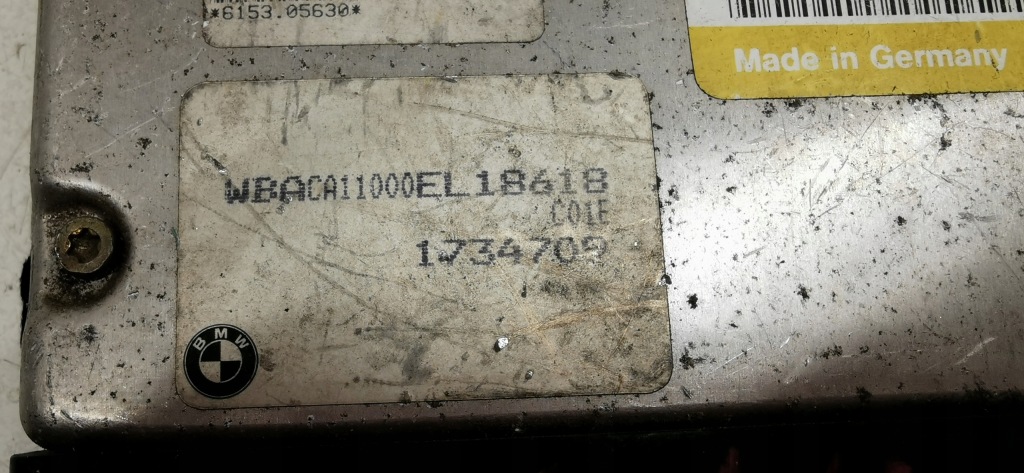 *6153.05630*
Made in Germany
WBACA11000EL18618
C01E
1734709
BMW